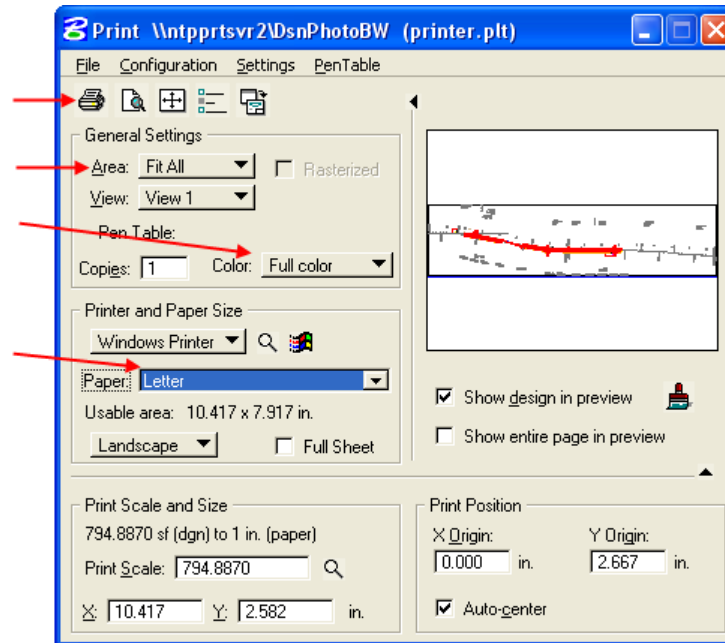 Print \\ntpprtsvr2\DsnPhotoBW (printer.plt)
File Configuration Settings PenTable
General Settings
Area: Fit All Rasterized
View: View 1
Pen Table:
Copies: 1 Color: Full color
Printer and Paper Size
Windows Printer
Paper: Letter
Usable area: 10.417 x 7.917 in.
Landscape Full Sheet
Show design in preview
Show entire page in preview
Print Scale and Size
794.8870 sf (dgn) to 1 in. (paper)
Print Scale: 794.8870
X: 10.417 Y: 2.582 in.
Print Position
X Origin: Y Origin:
0.000 in. 2.667 in.
Auto-center